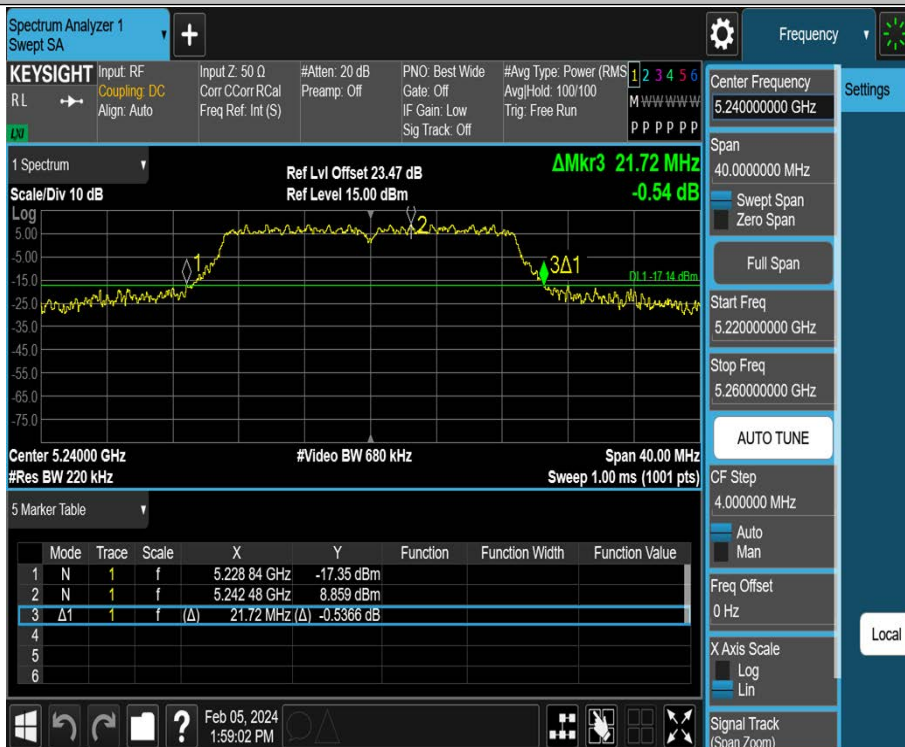 Spectrum Analyzer 1
Swept SA
Frequency
KEYSIGHT
RL
LXI
Input: RF
Coupling: DC
Align: Auto
Input Z: 50 Ω
Corr CCorr RCal
Freq Ref: Int (S)
#Atten: 20 dB
Preamp: Off
PNO: Best Wide
Gate: Off
IF Gain: Low
Sig Track: Off
#Avg Type: Power (RMS
Avg|Hold: 100/100
Trig: Free Run
1 2 3 4 5 6
M W W W W W
P P P P P P
1 Spectrum
Scale/Div 10 dB
Ref Lvl Offset 23.47 dB
Ref Level 15.00 dBm
ΔMkr3 21.72 MHz
-0.54 dB
Log
5.00
-5.00
-15.0
-25.0
-35.0
-45.0
-55.0
-65.0
-75.0
1
2
3Δ1
DL1 -17.14 dBm
Center 5.24000 GHz
#Res BW 220 kHz
#Video BW 680 kHz
Span 40.00 MHz
Sweep 1.00 ms (1001 pts)
5 Marker Table
Mode Trace Scale X Y Function Function Width Function Value
1 N 1 f 5.228 84 GHz -17.35 dBm
2 N 1 f 5.242 48 GHz 8.859 dBm
3 Δ1 1 f (Δ) 21.72 MHz (Δ) -0.5366 dB
4
5
6
?
Feb 05, 2024
1:59:02 PM
Center Frequency
5.240000000 GHz
Span
40.0000000 MHz
Swept Span
Zero Span
Full Span
Start Freq
5.220000000 GHz
Stop Freq
5.260000000 GHz
AUTO TUNE
CF Step
4.000000 MHz
Auto
Man
Freq Offset
0 Hz
X Axis Scale
Log
Lin
Signal Track
(Span Zoom)
Settings
Local